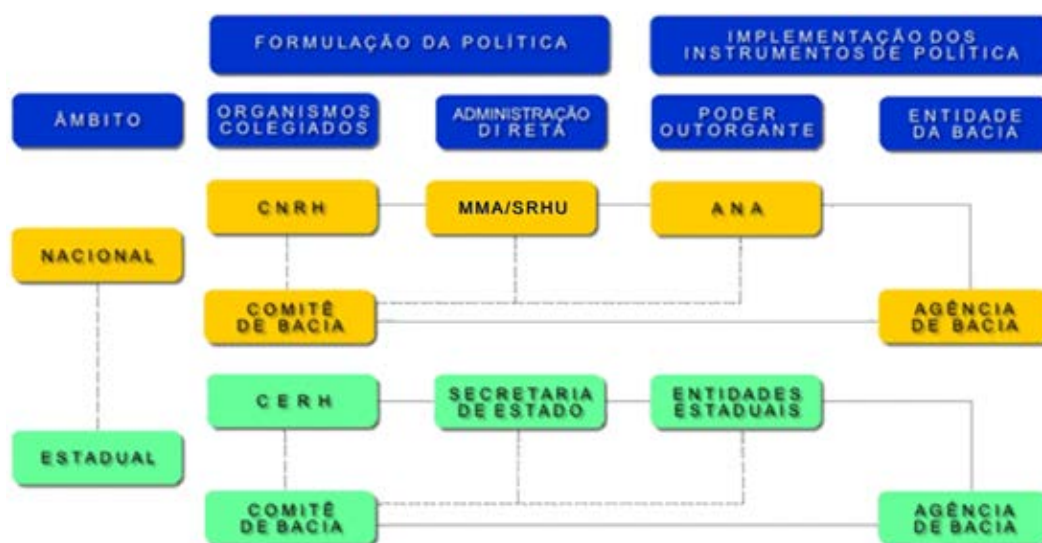 FORMULAÇÃO DA POLÍTICA
IMPLEMENTAÇÃO DOS
INSTRUMENTOS DE POLÍTICA
ÂMBITO
ORGANISMOS
COLEGIADOS
ADMINISTRAÇÃO
DIRETA
PODER
OUTORGANTE
ENTIDADE
DA BACIA
NACIONAL
CNRH
MMA/SRHU
ANA
COMITÊ
DE BACIA
AGÊNCIA
DE BACIA
ESTADUAL
CERH
SECRETARIA
DE ESTADO
ENTIDADES
ESTADUAIS
COMITÊ
DE BACIA
AGÊNCIA
DE BACIA